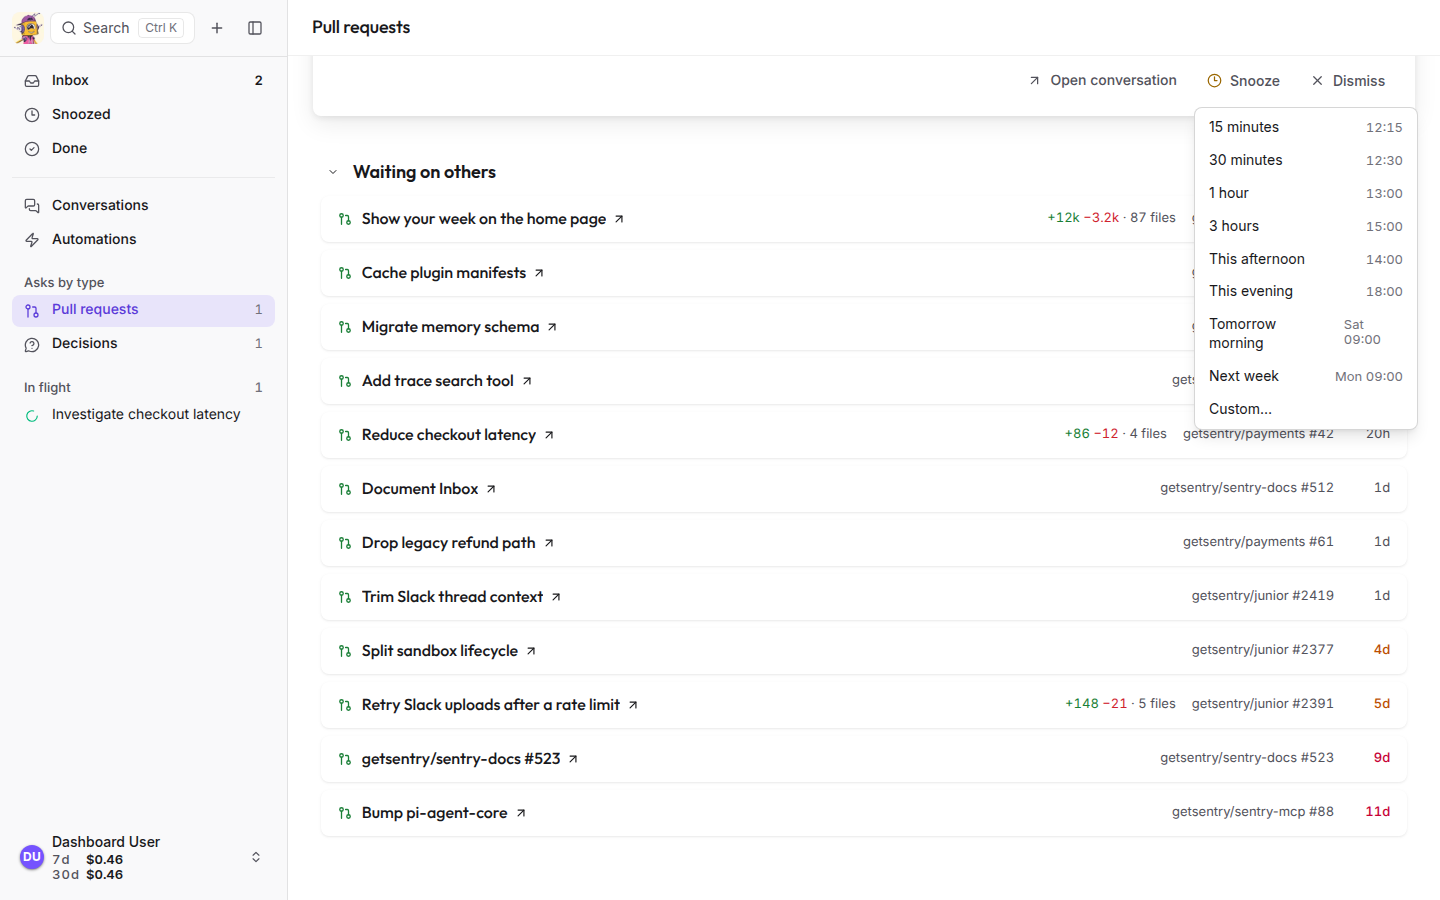 Search Ctrl K
Inbox 2
Snoozed
Done
Conversations
Automations
Asks by type
Pull requests 1
Decisions 1
In flight 1
Investigate checkout latency
DU Dashboard User
7d $0.46
30d $0.46
Pull requests
Open conversation Snooze Dismiss
15 minutes 12:15
30 minutes 12:30
1 hour 13:00
3 hours 15:00
This afternoon 14:00
This evening 18:00
Tomorrow morning Sat 09:00
Next week Mon 09:00
Custom...
Waiting on others
Show your week on the home page +12k −3.2k · 87 files
Cache plugin manifests
Migrate memory schema
Add trace search tool
Reduce checkout latency +86 −12 · 4 files getsentry/payments #42 20h
Document Inbox getsentry/sentry-docs #512 1d
Drop legacy refund path getsentry/payments #61 1d
Trim Slack thread context getsentry/junior #2419 1d
Split sandbox lifecycle getsentry/junior #2377 4d
Retry Slack uploads after a rate limit +148 −21 · 5 files getsentry/junior #2391 5d
getsentry/sentry-docs #523 getsentry/sentry-docs #523 9d
Bump pi-agent-core getsentry/sentry-mcp #88 11d